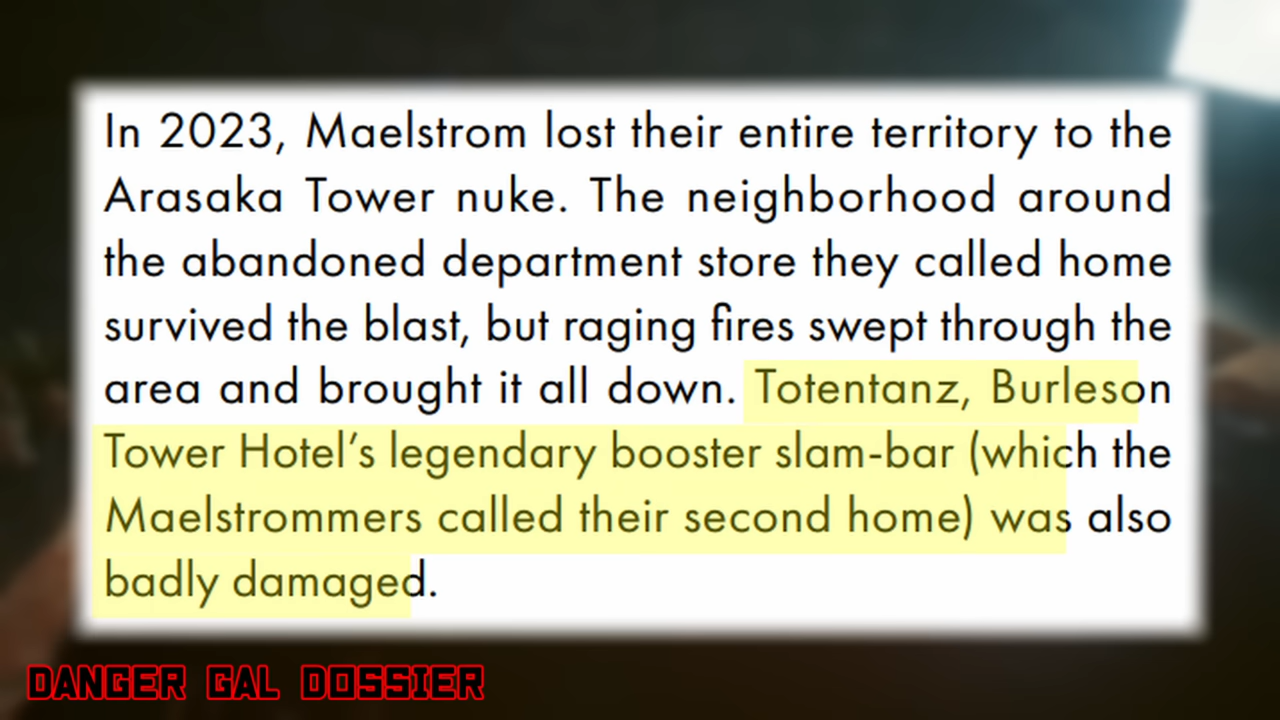 In 2023, Maelstrom lost their entire territory to the
Arasaka Tower nuke. The neighborhood around
the abandoned department store they called home
survived the blast, but raging fires swept through the
area and brought it all down. Totentanz, Burleson
Tower Hotel’s legendary booster slam-bar (which the
Maelstrommers called their second home) was also
badly damaged.
DANGER GAL DOSSIER